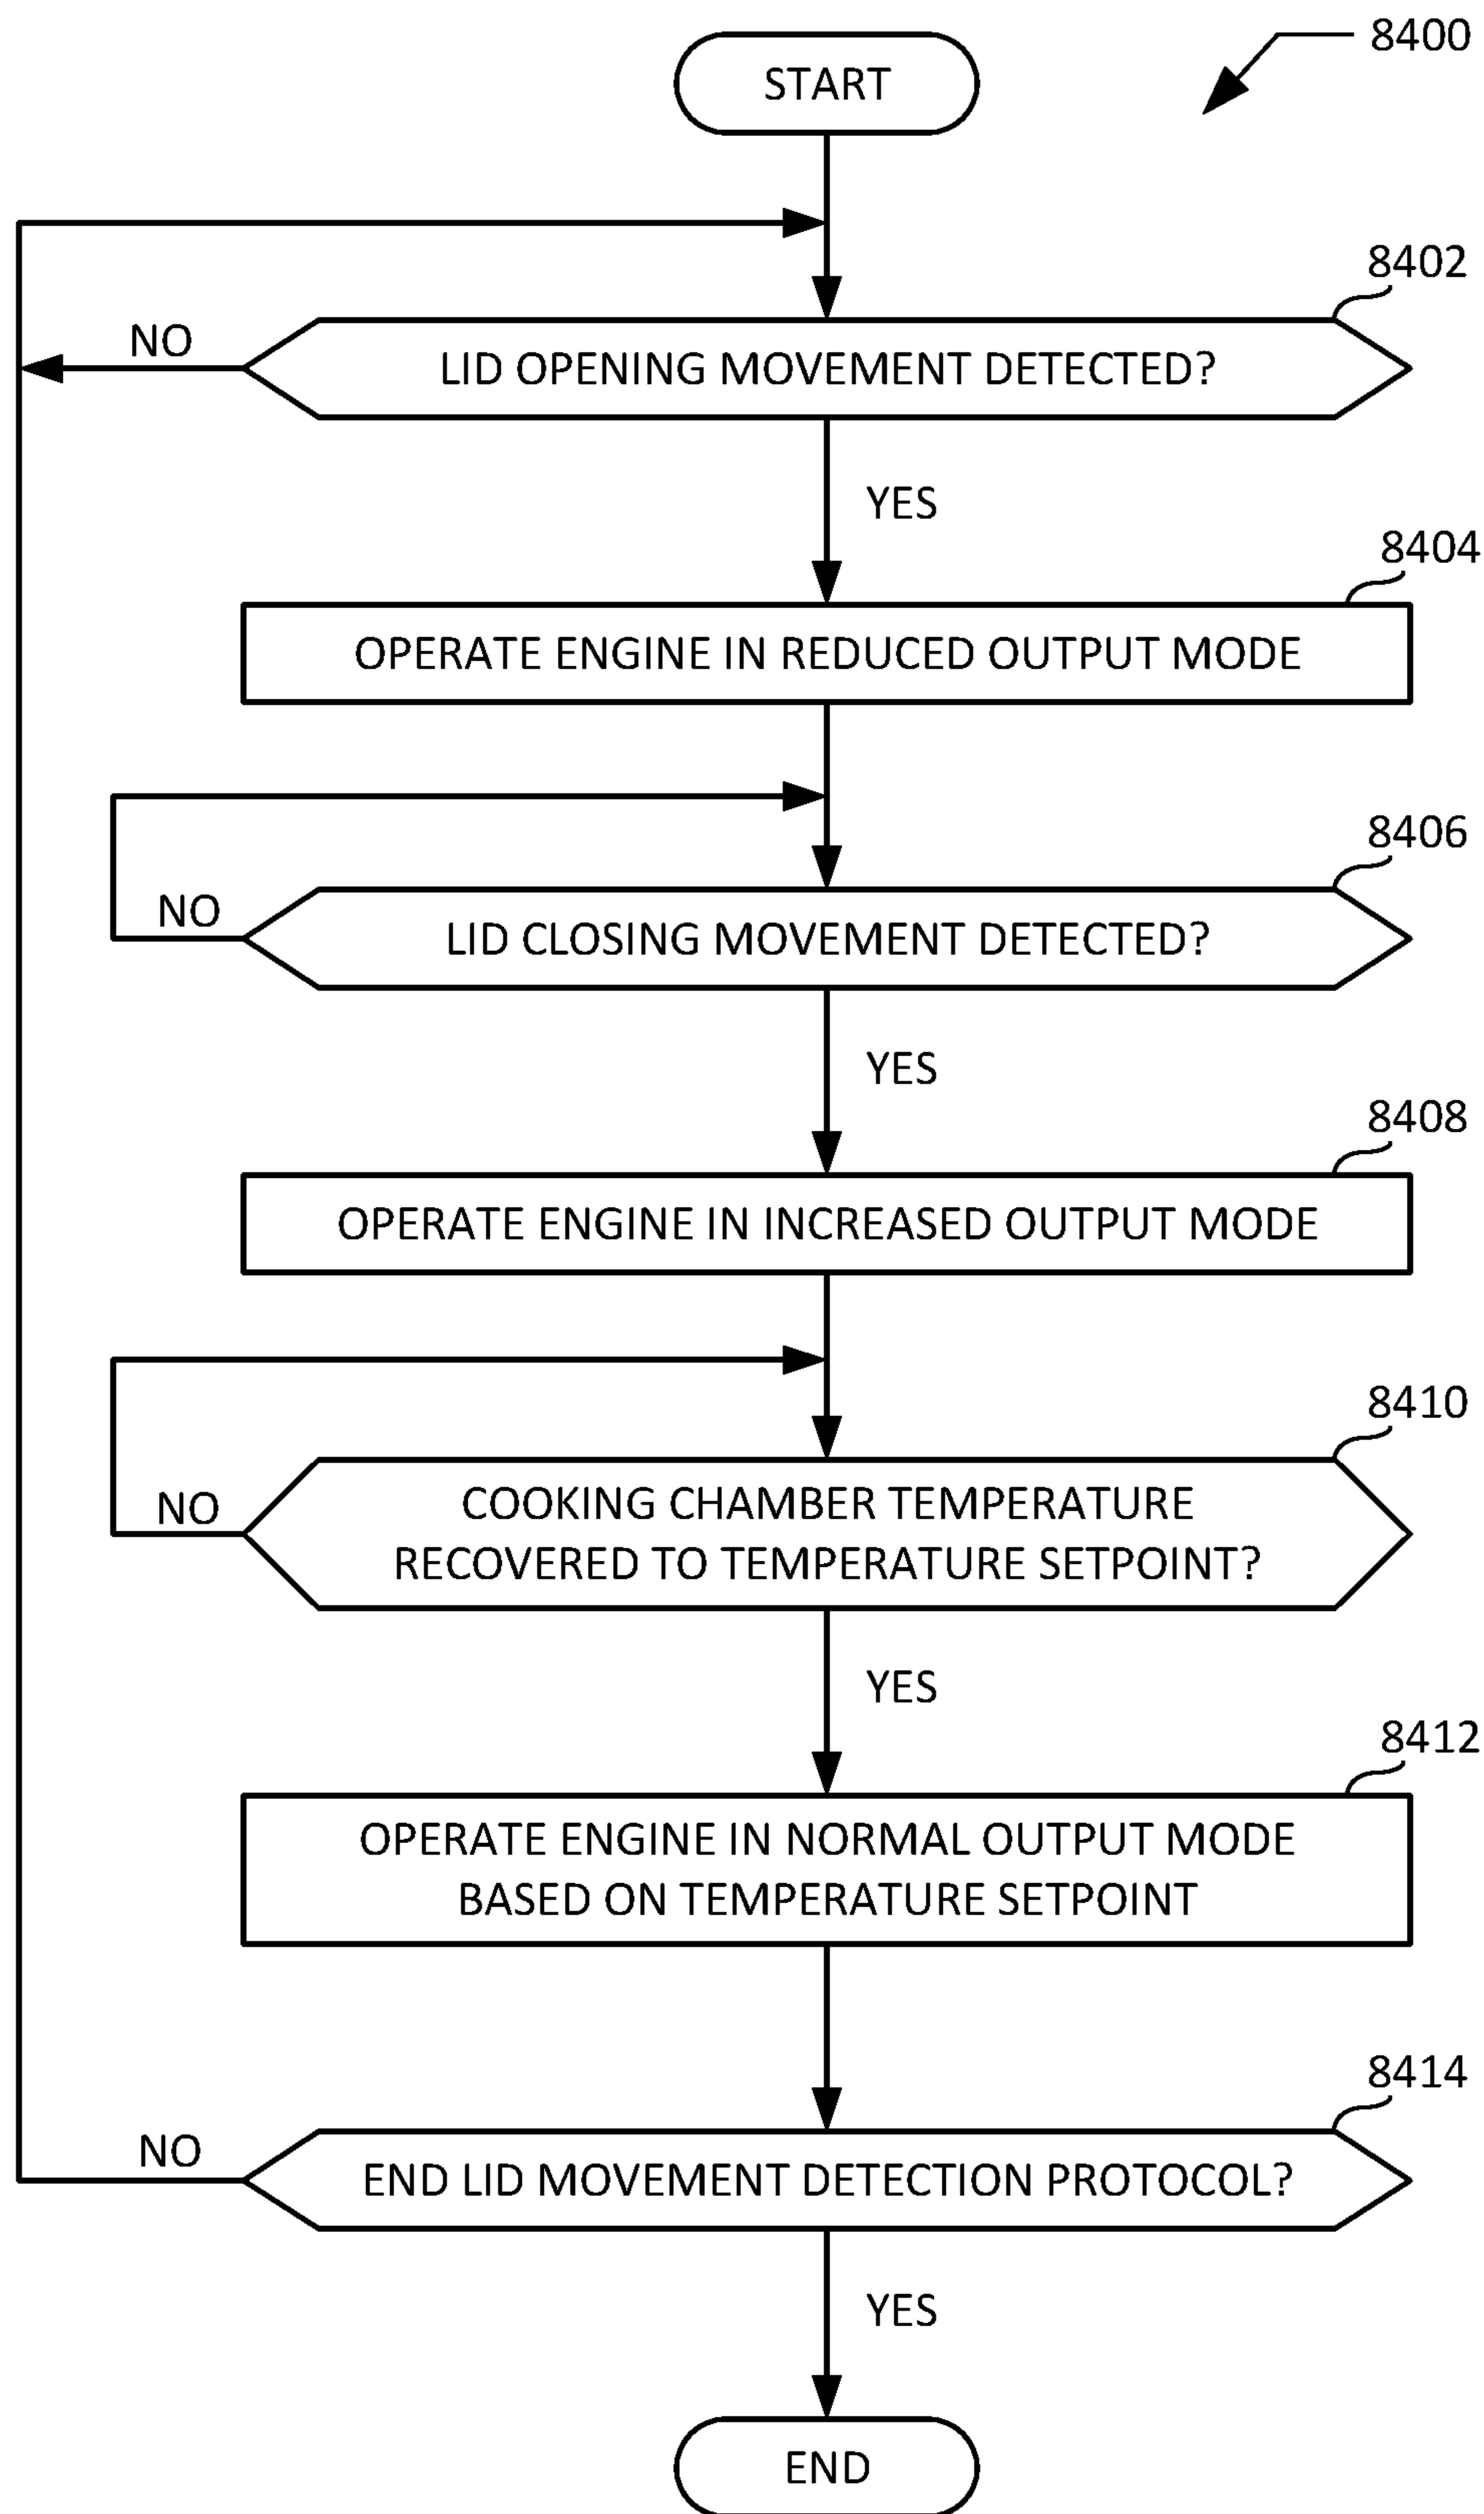 8400
START
8402
NO
LID OPENING MOVEMENT DETECTED?
YES
8404
OPERATE ENGINE IN REDUCED OUTPUT MODE
8406
NO
LID CLOSING MOVEMENT DETECTED?
YES
8408
OPERATE ENGINE IN INCREASED OUTPUT MODE
8410
NO
COOKING CHAMBER TEMPERATURE
RECOVERED TO TEMPERATURE SETPOINT?
YES
8412
OPERATE ENGINE IN NORMAL OUTPUT MODE
BASED ON TEMPERATURE SETPOINT
8414
NO
END LID MOVEMENT DETECTION PROTOCOL?
YES
END